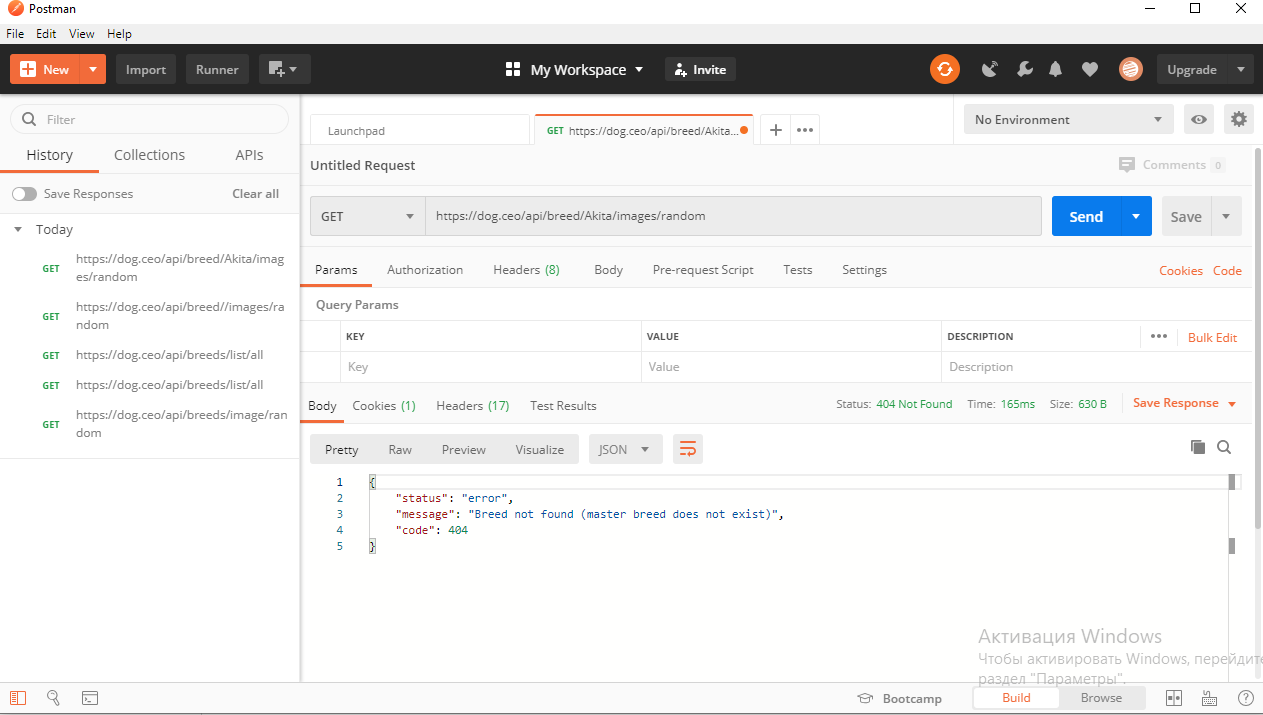 Postman
File Edit View Help
New Import Runner My Workspace Invite Upgrade
Filter
History Collections APIs
Save Responses Clear all
Today
GET https://dog.ceo/api/breed/Akita/imag
es/random
GET https://dog.ceo/api/breed//images/ra
ndom
GET https://dog.ceo/api/breeds/list/all
GET https://dog.ceo/api/breeds/list/all
GET https://dog.ceo/api/breeds/image/ran
dom
Launchpad GET https://dog.ceo/api/breed/Akita... No Environment
Untitled Request Comments 0
GET https://dog.ceo/api/breed/Akita/images/random Send Save
Params Authorization Headers (8) Body Pre-request Script Tests Settings Cookies Code
Query Params
KEY VALUE DESCRIPTION Bulk Edit
Key Value Description
Body Cookies (1) Headers (17) Test Results Status: 404 Not Found Time: 165ms Size: 630 B Save Response
Pretty Raw Preview Visualize JSON
1 {
2 "status": "error",
3 "message": "Breed not found (master breed does not exist)",
4 "code": 404
5 }
Активация Windows
Чтобы активировать Windows, перейдите
раздел "Параметры".
Bootcamp Build Browse